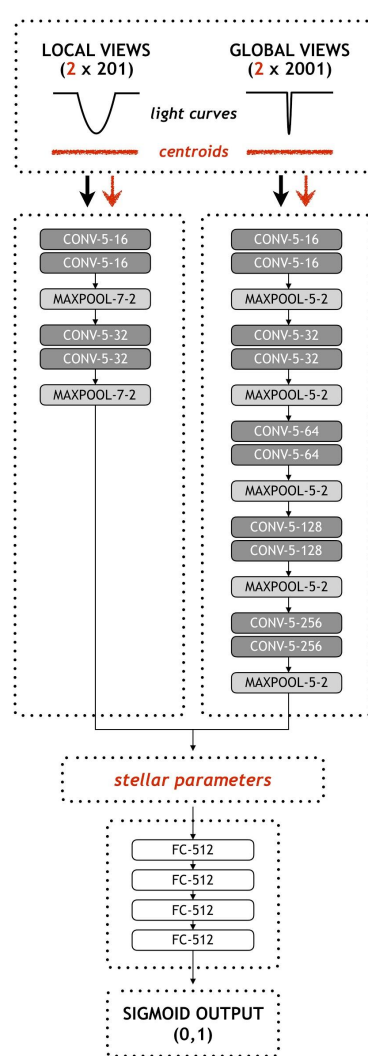 LOCAL VIEWS
(2 x 201)
GLOBAL VIEWS
(2 x 2001)
light curves
centroids
CONV-5-16
CONV-5-16
MAXPOOL-7-2
CONV-5-32
CONV-5-32
MAXPOOL-7-2
CONV-5-16
CONV-5-16
MAXPOOL-5-2
CONV-5-32
CONV-5-32
MAXPOOL-5-2
CONV-5-64
CONV-5-64
MAXPOOL-5-2
CONV-5-128
CONV-5-128
MAXPOOL-5-2
CONV-5-256
CONV-5-256
MAXPOOL-5-2
stellar parameters
FC-512
FC-512
FC-512
FC-512
SIGMOID OUTPUT
(0,1)